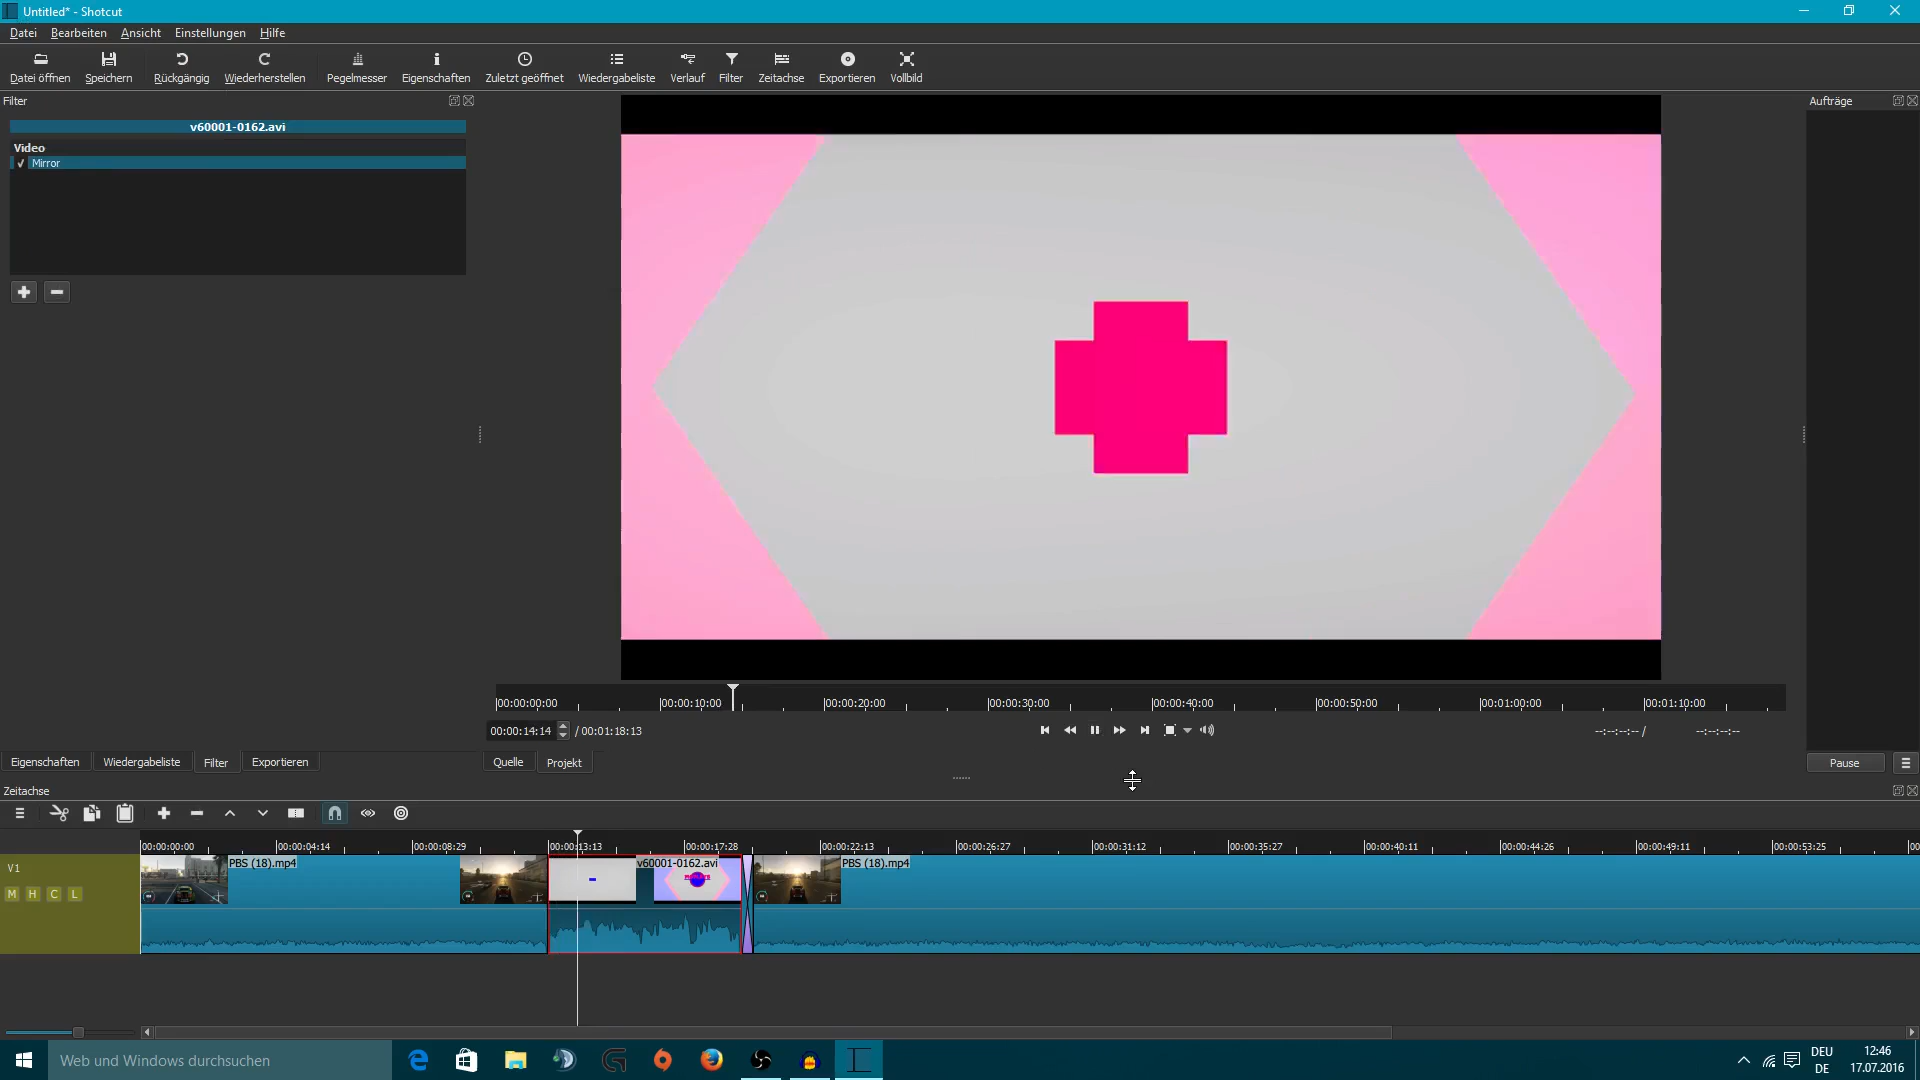 Untitled* - Shotcut
Datei Bearbeiten Ansicht Einstellungen Hilfe
Datei öffnen Speichern Rückgängig Wiederherstellen Pegelmesser Eigenschaften Zuletzt geöffnet Wiedergabeliste Verlauf Filter Zeitachse Exportieren Vollbild
Filter
Aufträge
v60001-0162.avi
Video
Mirror
00:00:00:00 00:00:10:00 00:00:20:00 00:00:30:00 00:00:40:00 00:00:50:00 00:01:00:00 00:01:10:00
00:00:14:14 / 00:01:18:13
--:--:--:-- / --:--:--:--
Eigenschaften Wiedergabeliste Filter Exportieren
Quelle Projekt
Pause
Zeitachse
00:00:00:00 00:00:04:14 00:00:08:29 00:00:13:13 00:00:17:28 00:00:22:13 00:00:26:27 00:00:31:12 00:00:35:27 00:00:40:11 00:00:44:26 00:00:49:11 00:00:53:25 00
V1
PBS (18).mp4 v60001-0162.avi PBS (18).mp4
M H C L
Web und Windows durchsuchen
DEU
DE
12:46
17.07.2016